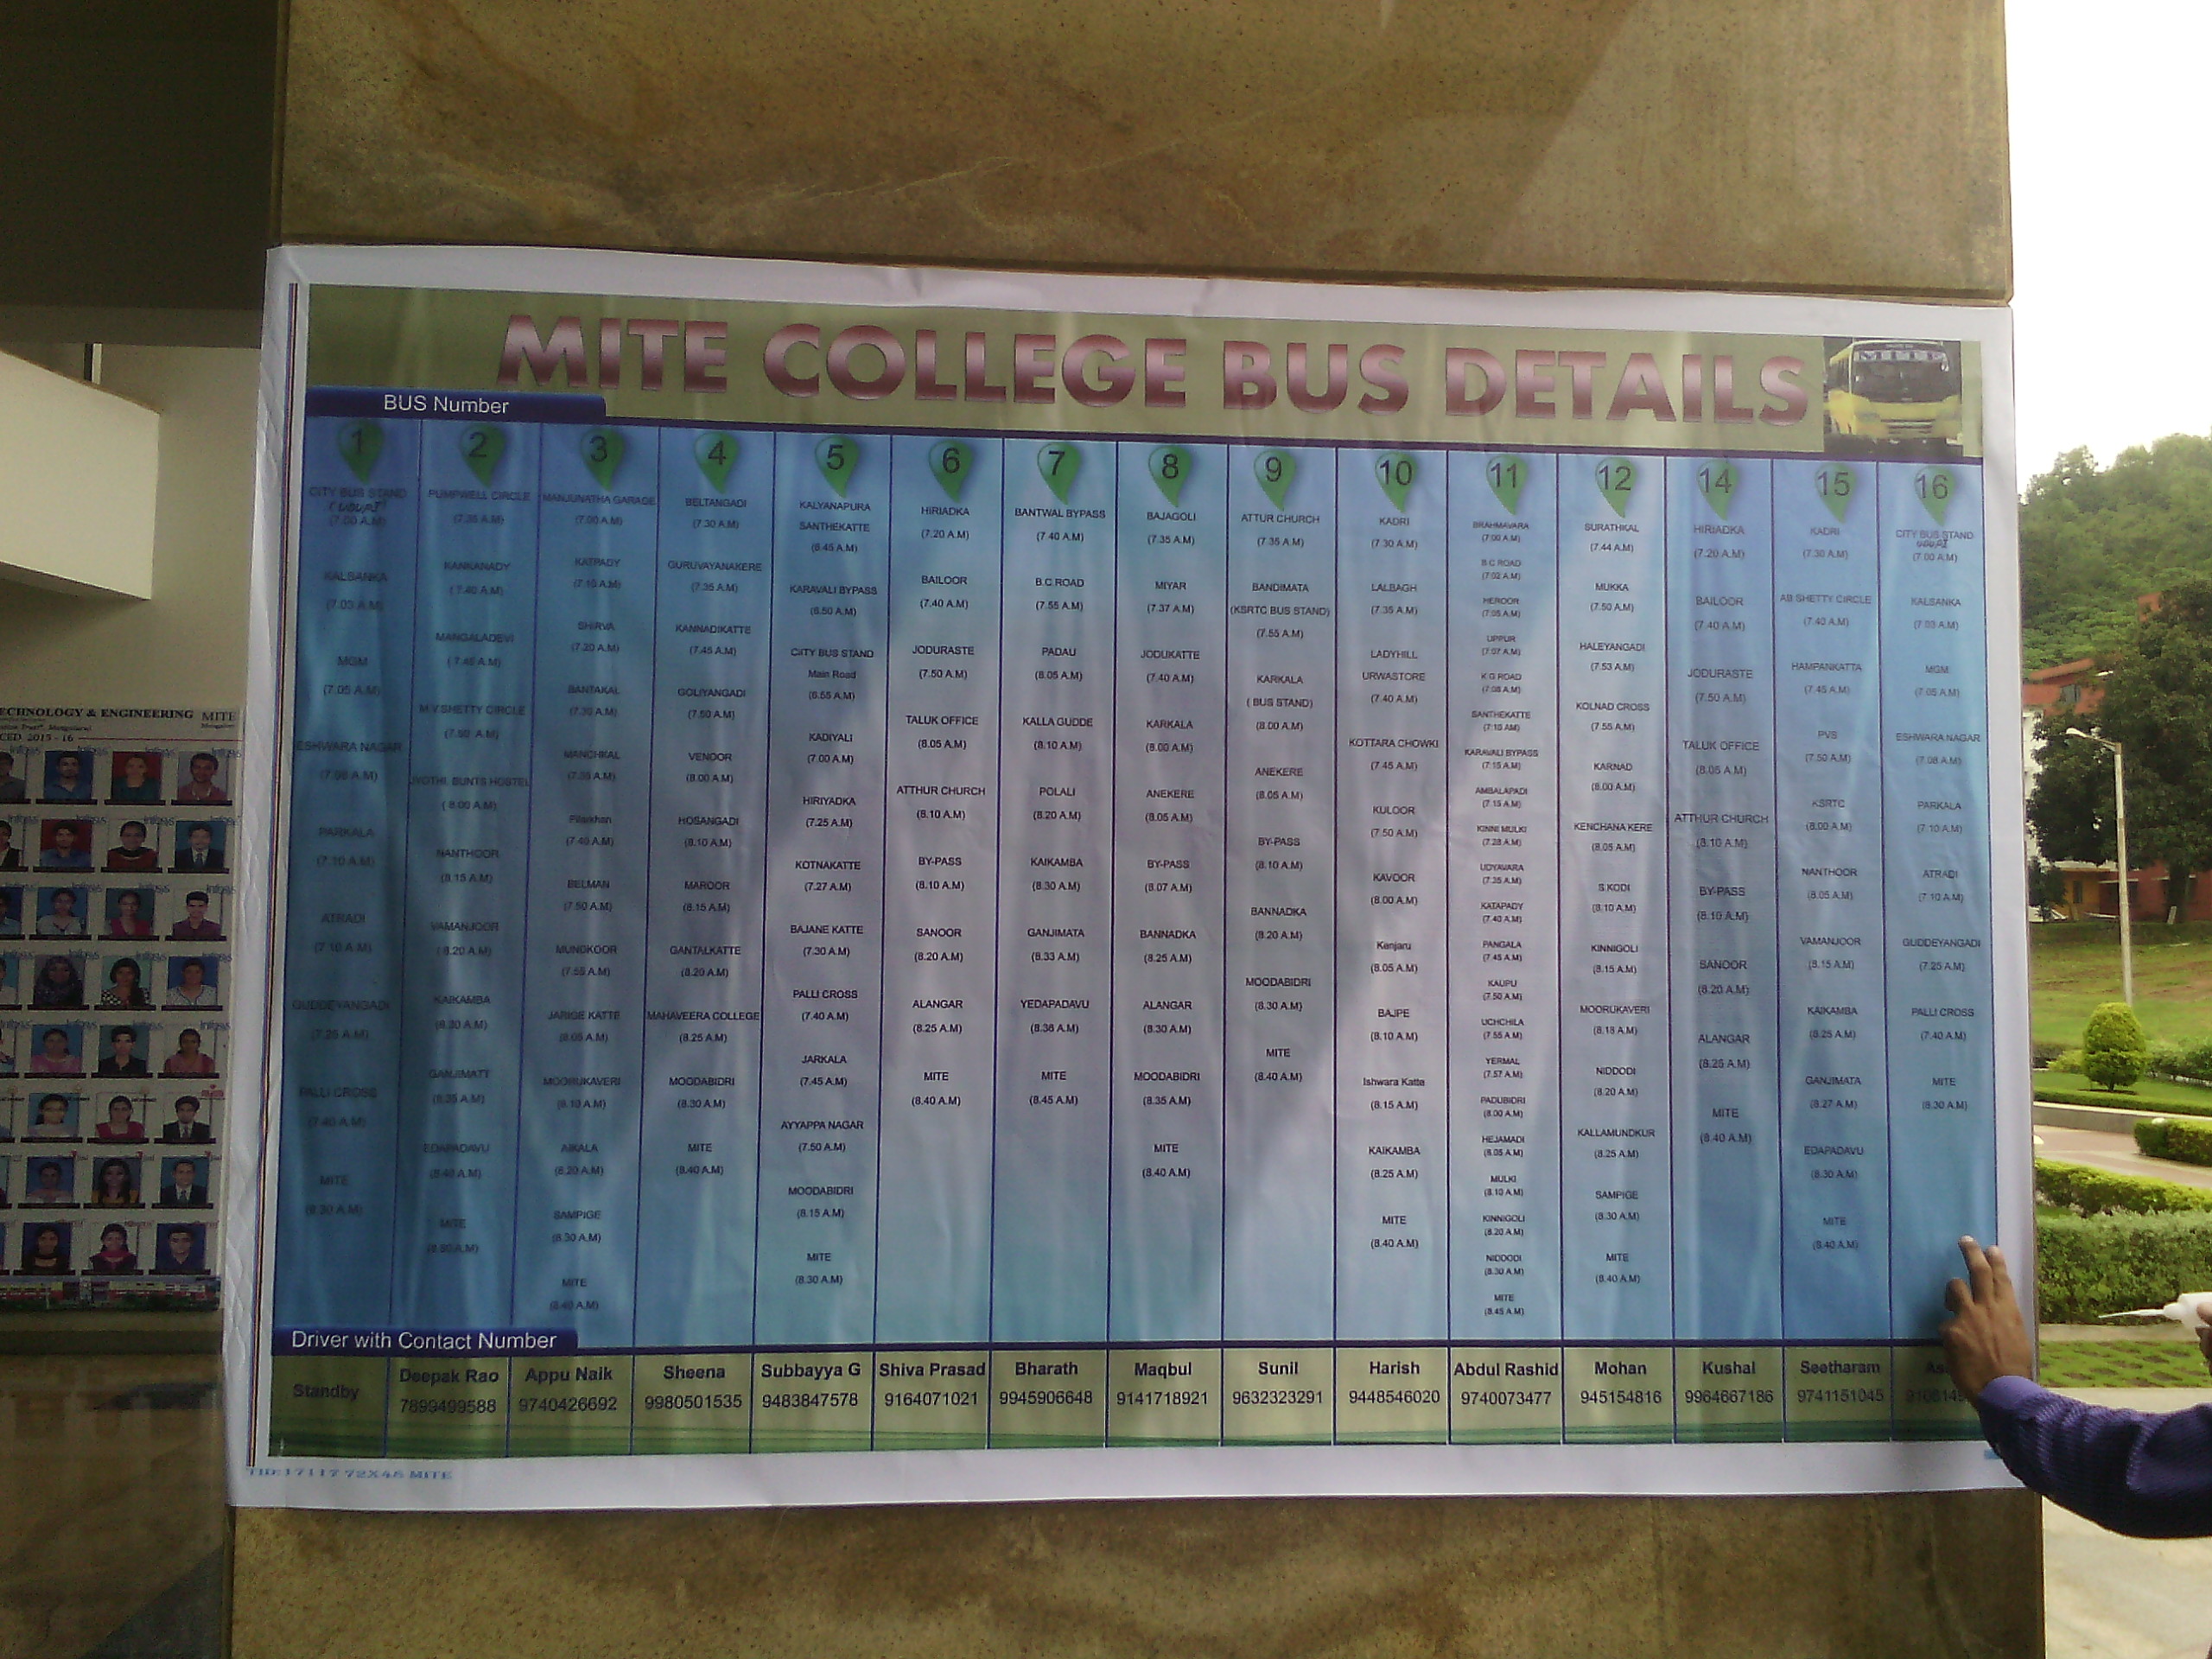 MITE COLLEGE BUS DETAILS
BUS Number
1
CITY BUS STAND
( UDUPI
(7.00 A.M)
KALSANKA
(7.03 A.M)
MGM
(7.05 A.M)
ESHWARA NAGAR
(7.08 A.M)
PARKALA
(7.10 A.M)
ATRADI
(7.10 A.M)
GUDDEYANGADI
(7.25 A.M)
PALLI CROSS
(7.40 A.M)
MITE
(8.30 A.M)
Standby
2
PUMPWELL CIRCLE
(7.35 A.M)
KANKANADY
(7.40 A.M)
MANGALADEVI
(7.45 A.M)
M.V SHETTY CIRCLE
(7.50 A.M)
JYOTHI. BUNTS HOSTEL
(8.00 A.M)
NANTHOOR
(8.15 A.M)
VAMANJOOR
(8.20 A.M)
KAIKAMBA
(8.30 A.M)
GANJIMATT
(8.35 A.M)
EDAPADAVU
(8.40 A.M)
MITE
(8.50 A.M)
Deepak Rao
7899499588
3
MANJUNATHA GARAGE
(7.00 A.M)
KATPADY
(7.10 A.M)
SHIRVA
(7.20 A.M)
BANTAKAL
(7.30 A.M)
MANCHKAL
(7.35 A.M)
Pilarkhan
(7.40 A.M)
BELMAN
(7.50 A.M)
MUNDKOOR
(7.55 A.M)
JARIGE KATTE
(8.05 A.M)
MOORUKAVERI
(8.10 A.M)
AIKALA
(8.20 A.M)
SAMPIGE
(8.30 A.M)
MITE
(8.40 A.M)
Appu Naik
9740426692
4
BELTANGADI
(7.30 A.M)
GURUVAYANAKERE
(7.35 A.M)
KANNADIKATTE
(7.45 A.M)
GOLIYANGADI
(7.50 A.M)
VENOOR
(8.00 A.M)
HOSANGADI
(8.10 A.M)
MAROOR
(8.15 A.M)
GANTALKATTE
(8.20 A.M)
MAHAVEERA COLLEGE
(8.25 A.M)
MOODABIDRI
(8.30 A.M)
MITE
(8.40 A.M)
Sheena
9980501535
5
KALYANAPURA
SANTHEKATTE
(6.45 A.M)
KARAVALI BYPASS
(6.50 A.M)
CIITY BUS STAND
Main Road
(6.55 A.M)
KADIYALI
(7.00 A.M)
HIRIYADKA
(7.25 A.M)
KOTNAKATTE
(7.27 A.M)
BAJANE KATTE
(7.30 A.M)
PALLI CROSS
(7.40 A.M)
JARKALA
(7.45 A.M)
AYYAPPA NAGAR
(7.50 A.M)
MOODABIDRI
(8.15 A.M)
MITE
(8.30 A.M)
Subbayya G
9483847578
6
HIRIADKA
(7.20 A.M)
BAILOOR
(7.40 A.M)
JODURASTE
(7.50 A.M)
TALUK OFFICE
(8.05 A.M)
ATTHUR CHURCH
(8.10 A.M)
BY-PASS
(8.10 A.M)
SANOOR
(8.20 A.M)
ALANGAR
(8.25 A.M)
MITE
(8.40 A.M)
Shiva Prasad
9164071021
7
BANTWAL BYPASS
(7.40 A.M)
B.C ROAD
(7.55 A.M)
PADAU
(8.05 A.M)
KALLA GUDDE
(8.10 A.M)
POLALI
(8.20 A.M)
KAIKAMBA
(8.30 A.M)
GANJIMATA
(8.33 A.M)
YEDAPADAVU
(8.36 A.M)
MITE
(8.45 A.M)
Bharath
9945906648
8
BAJAGOLI
(7.35 A.M)
MIYAR
(7.37 A.M)
JODUKATTE
(7.40 A.M)
KARKALA
(8.00 A.M)
ANEKERE
(8.05 A.M)
BY-PASS
(8.07 A.M)
BANNADKA
(8.25 A.M)
ALANGAR
(8.30 A.M)
MOODABIDRI
(8.35 A.M)
MITE
(8.40 A.M)
Maqbul
9141718921
9
ATTUR CHURCH
(7.35 A.M)
BANDIMATA
(KSRTC BUS STAND)
(7.55 A.M)
KARKALA
( BUS STAND)
(8.00 A.M)
ANEKERE
(8.05 A.M)
BY-PASS
(8.10 A.M)
BANNADKA
(8.20 A.M)
MOODABIDRI
(8.30 A.M)
MITE
(8.40 A.M)
Sunil
9632323291
10
KADRI
(7.30 A.M)
LALBAGH
(7.35 A.M)
LADYHILL
URWASTORE
(7.40 A.M)
KOTTARA CHOWKI
(7.45 A.M)
KULOOR
(7.50 A.M)
KAVOOR
(8.00 A.M)
Kenjaru
(8.05 A.M)
BAJPE
(8.10 A.M)
Ishwara Katte
(8.15 A.M)
KAIKAMBA
(8.25 A.M)
MITE
(8.40 A.M)
Harish
9448546020
11
BRAHMAVARA
(7.00 A.M)
B.C ROAD
(7.02 A.M)
HEROOR
(7.05 A.M)
UPPUR
(7.07 A.M)
K.G ROAD
(7.08 A.M)
SANTHEKATTE
(7.10 AM)
KARAVALI BYPASS
(7.15 A.M)
AMBALAPADI
(7.15 A.M)
KINNI MULKI
(7.28 A.M)
UDYAVARA
(7.35 A.M)
KATAPADY
(7.40 A.M)
PANGALA
(7.45 A.M)
KAUPU
(7.50 A.M)
UCHCHILA
(7.55 A.M)
YERMAL
(7.57 A.M)
PADUBIDRI
(8.00 A.M)
HEJAMADI
(8.05 A.M)
MULKI
(8.10 A.M)
KINNIGOLI
(8.20 A.M)
NIDDODI
(8.30 A.M)
MITE
(8.45 A.M)
Abdul Rashid
9740073477
12
SURATHKAL
(7.44 A.M)
MUKKA
(7.50 A.M)
HALEYANGADI
(7.53 A.M)
KOLNAD CROSS
(7.55 A.M)
KARNAD
(8.00 A.M)
KENCHANA KERE
(8.05 A.M)
S.KODI
(8.10 A.M)
KINNIGOLI
(8.15 A.M)
MOORUKAVERI
(8.18 A.M)
NIDDODI
(8.20 A.M)
KALLAMUNDKUR
(8.25 A.M)
SAMPIGE
(8.30 A.M)
MITE
(8.40 A.M)
Mohan
945154816
14
HIRIADKA
(7.20 A.M)
BAILOOR
(7.40 A.M)
JODURASTE
(7.50 A.M)
TALUK OFFICE
(8.05 A.M)
ATTHUR CHURCH
(8.10 A.M)
BY-PASS
(8.10 A.M)
SANOOR
(8.20 A.M)
ALANGAR
(8.25 A.M)
MITE
(8.40 A.M)
Kushal
9964667186
15
KADRI
(7.30 A.M)
AB SHETTY CIRCLE
(7.40 A.M)
HAMPANKATTA
(7.45 A.M)
PVS
(7.50 A.M)
KSRTC
(8.00 A.M)
NANTHOOR
(8.05 A.M)
VAMANJOOR
(8.15 A.M)
KAIKAMBA
(8.25 A.M)
GANJIMATA
(8.27 A.M)
EDAPADAVU
(8.30 A.M)
MITE
(8.40 A.M)
Seetharam
9741151045
16
CITY BUS STAND
UDUPI
(7.00 A.M)
KALSANKA
(7.03 A.M)
MGM
(7.05 A.M)
ESHWARA NAGAR
(7.08 A.M)
PARKALA
(7.10 A.M)
ATRADI
(7.10 A.M)
GUDDEYANGADI
(7.25 A.M)
PALLI CROSS
(7.40 A.M)
MITE
(8.30 A.M)
Driver with Contact Number
TID:17117 72X48 MITE
TECHNOLOGY & ENGINEERING MITE
2015 - 16